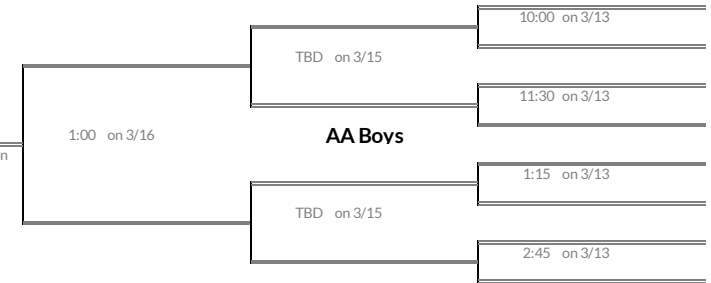 10:00 on 3/13
TBD on 3/15
11:30 on 3/13
1:00 on 3/16
AA Boys
n
1:15 on 3/13
TBD on 3/15
2:45 on 3/13